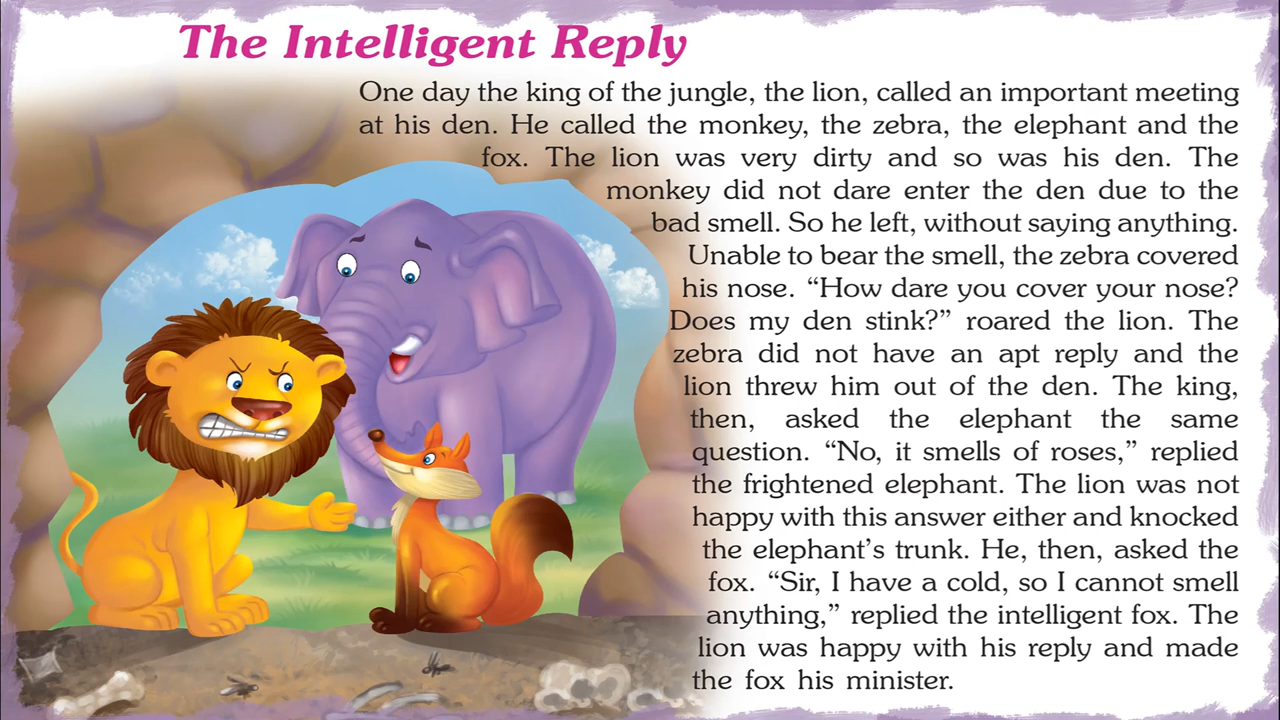 The Intelligent Reply
One day the king of the jungle, the lion, called an important meeting
at his den. He called the monkey, the zebra, the elephant and the
fox. The lion was very dirty and so was his den. The
monkey did not dare enter the den due to the
bad smell. So he left, without saying anything.
Unable to bear the smell, the zebra covered
his nose. “How dare you cover your nose?
Does my den stink?” roared the lion. The
zebra did not have an apt reply and the
lion threw him out of the den. The king,
then, asked the elephant the same
question. “No, it smells of roses,” replied
the frightened elephant. The lion was not
happy with this answer either and knocked
the elephant’s trunk. He, then, asked the
fox. “Sir, I have a cold, so I cannot smell
anything,” replied the intelligent fox. The
lion was happy with his reply and made
the fox his minister.